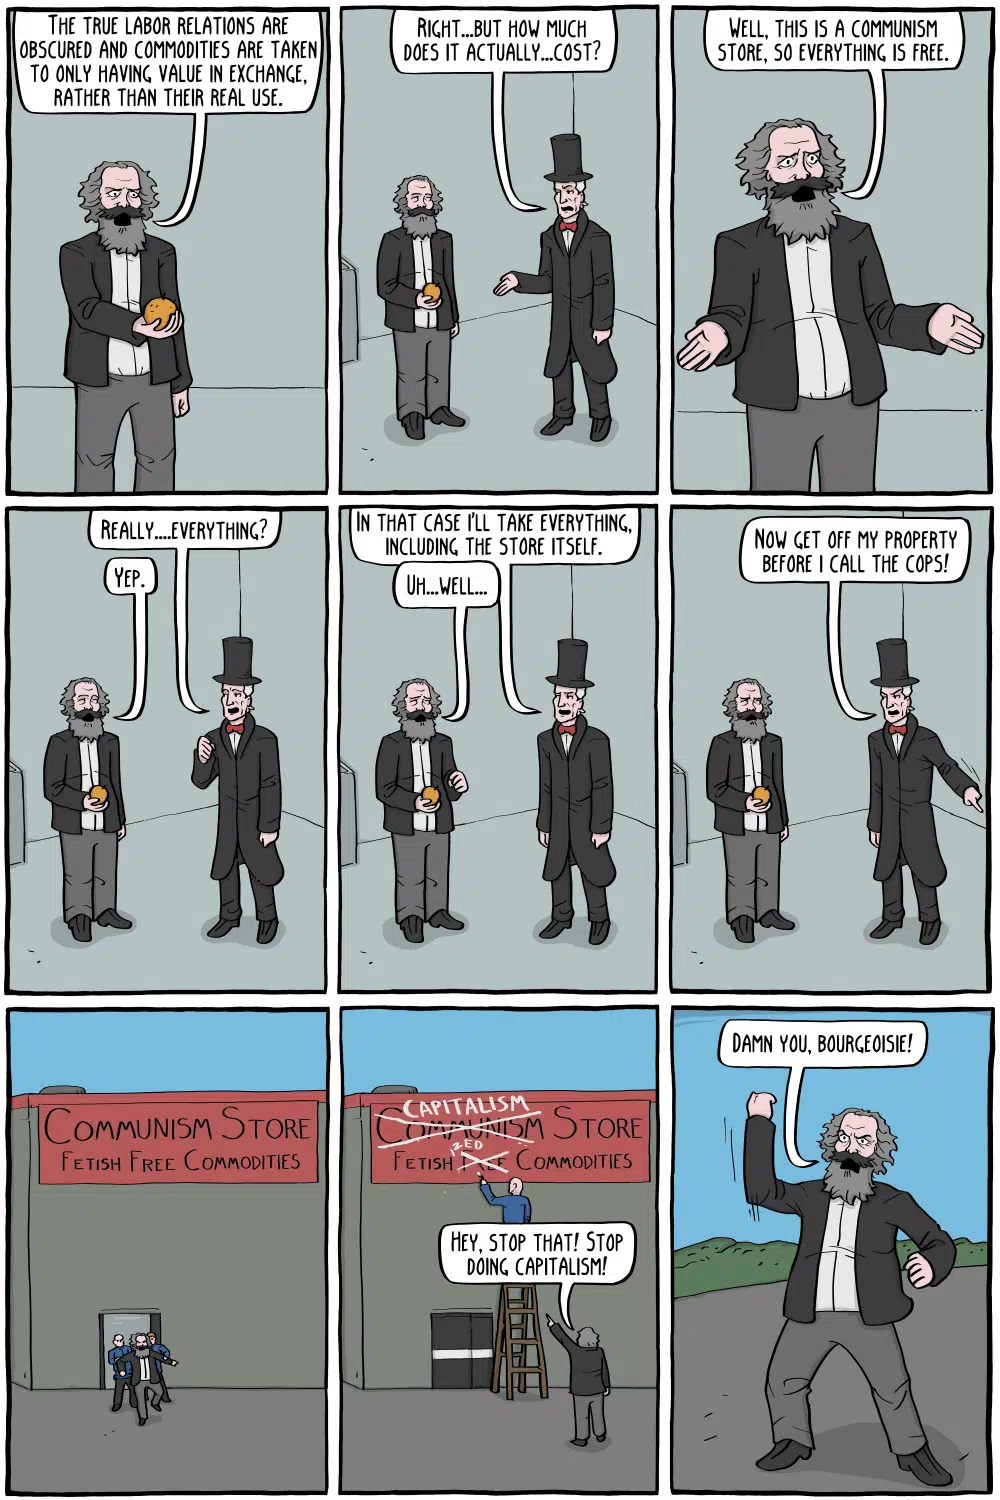 THE TRUE LABOR RELATIONS ARE
OBSCURED AND COMMODITIES ARE TAKEN
TO ONLY HAVING VALUE IN EXCHANGE,
RATHER THAN THEIR REAL USE.
RIGHT...BUT HOW MUCH
DOES IT ACTUALLY...COST?
WELL, THIS IS A COMMUNISM
STORE, SO EVERYTHING IS FREE.
REALLY....EVERYTHING?
YEP.
IN THAT CASE I'LL TAKE EVERYTHING,
INCLUDING THE STORE ITSELF.
UH...WELL...
NOW GET OFF MY PROPERTY
BEFORE I CALL THE COPS!
COMMUNISM STORE
FETISH FREE COMMODITIES
CAPITALISM
COMMUNISM STORE
IZED
FETISH FREE COMMODITIES
HEY, STOP THAT! STOP
DOING CAPITALISM!
DAMN YOU, BOURGEOISIE!